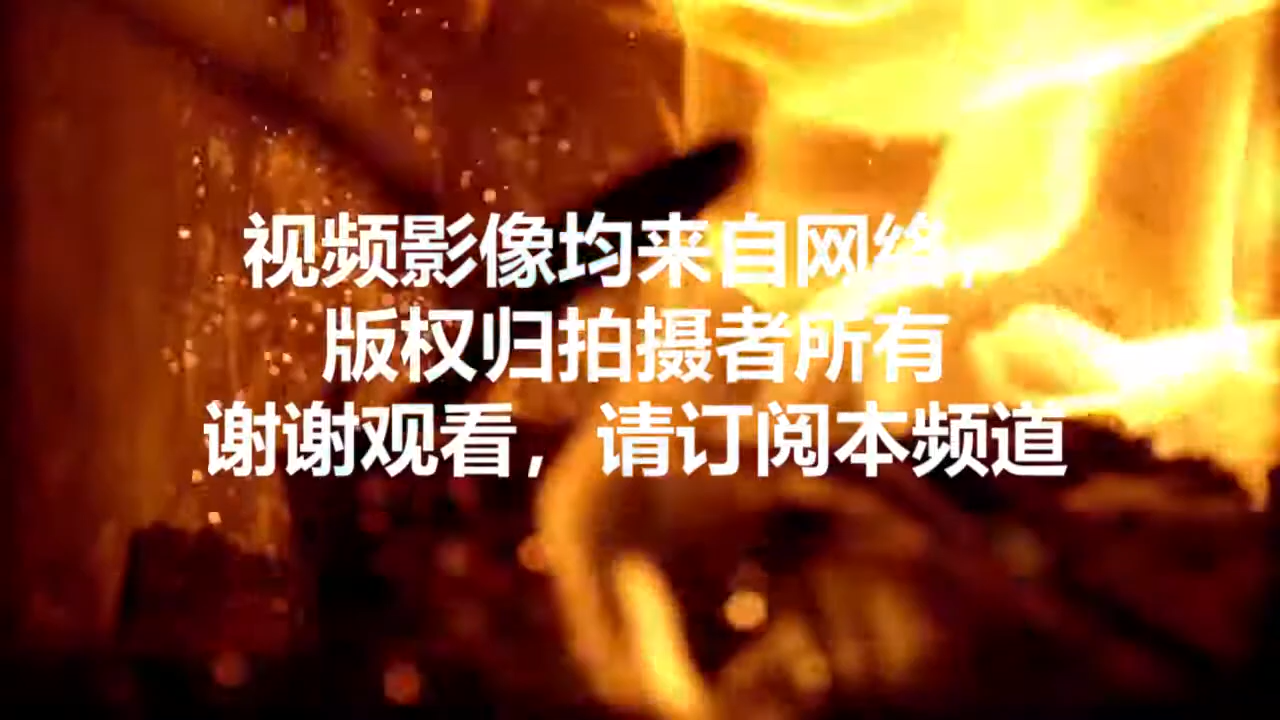 视频影像均来自网络，
版权归拍摄者所有
谢谢观看，请订阅本频道